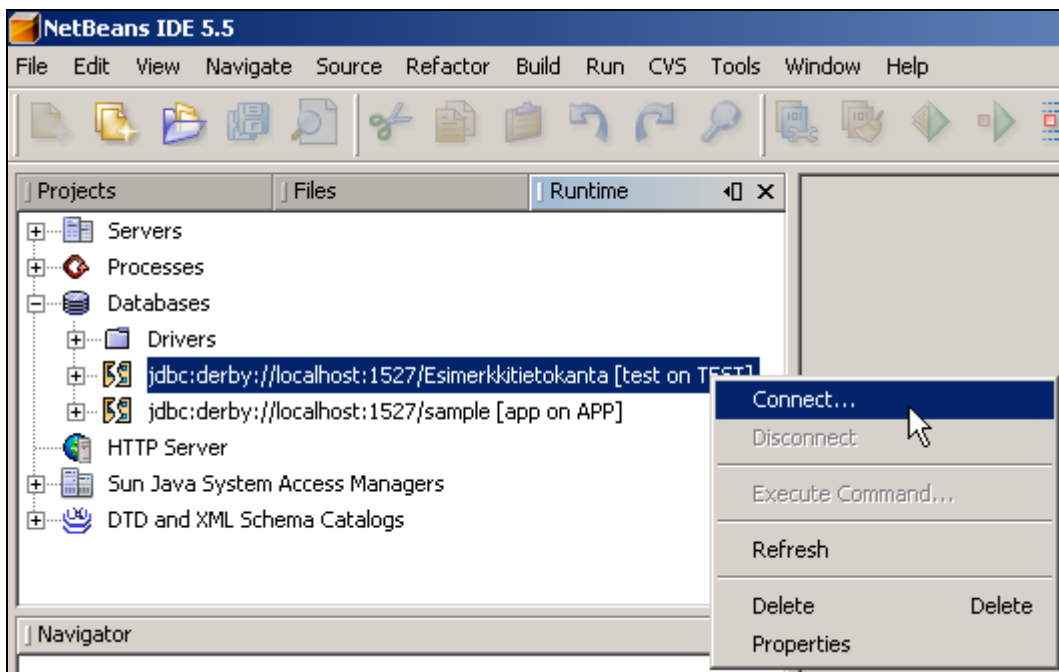 NetBeans IDE 5.5
File Edit View Navigate Source Refactor Build Run CVS Tools Window Help
Projects Files Runtime
Servers
Processes
Databases
Drivers
jdbc:derby://localhost:1527/Esimerkkitietokanta [test on TEST]
jdbc:derby://localhost:1527/sample [app on APP]
HTTP Server
Sun Java System Access Managers
DTD and XML Schema Catalogs
Connect...
Disconnect
Execute Command...
Refresh
Delete Delete
Properties
Navigator